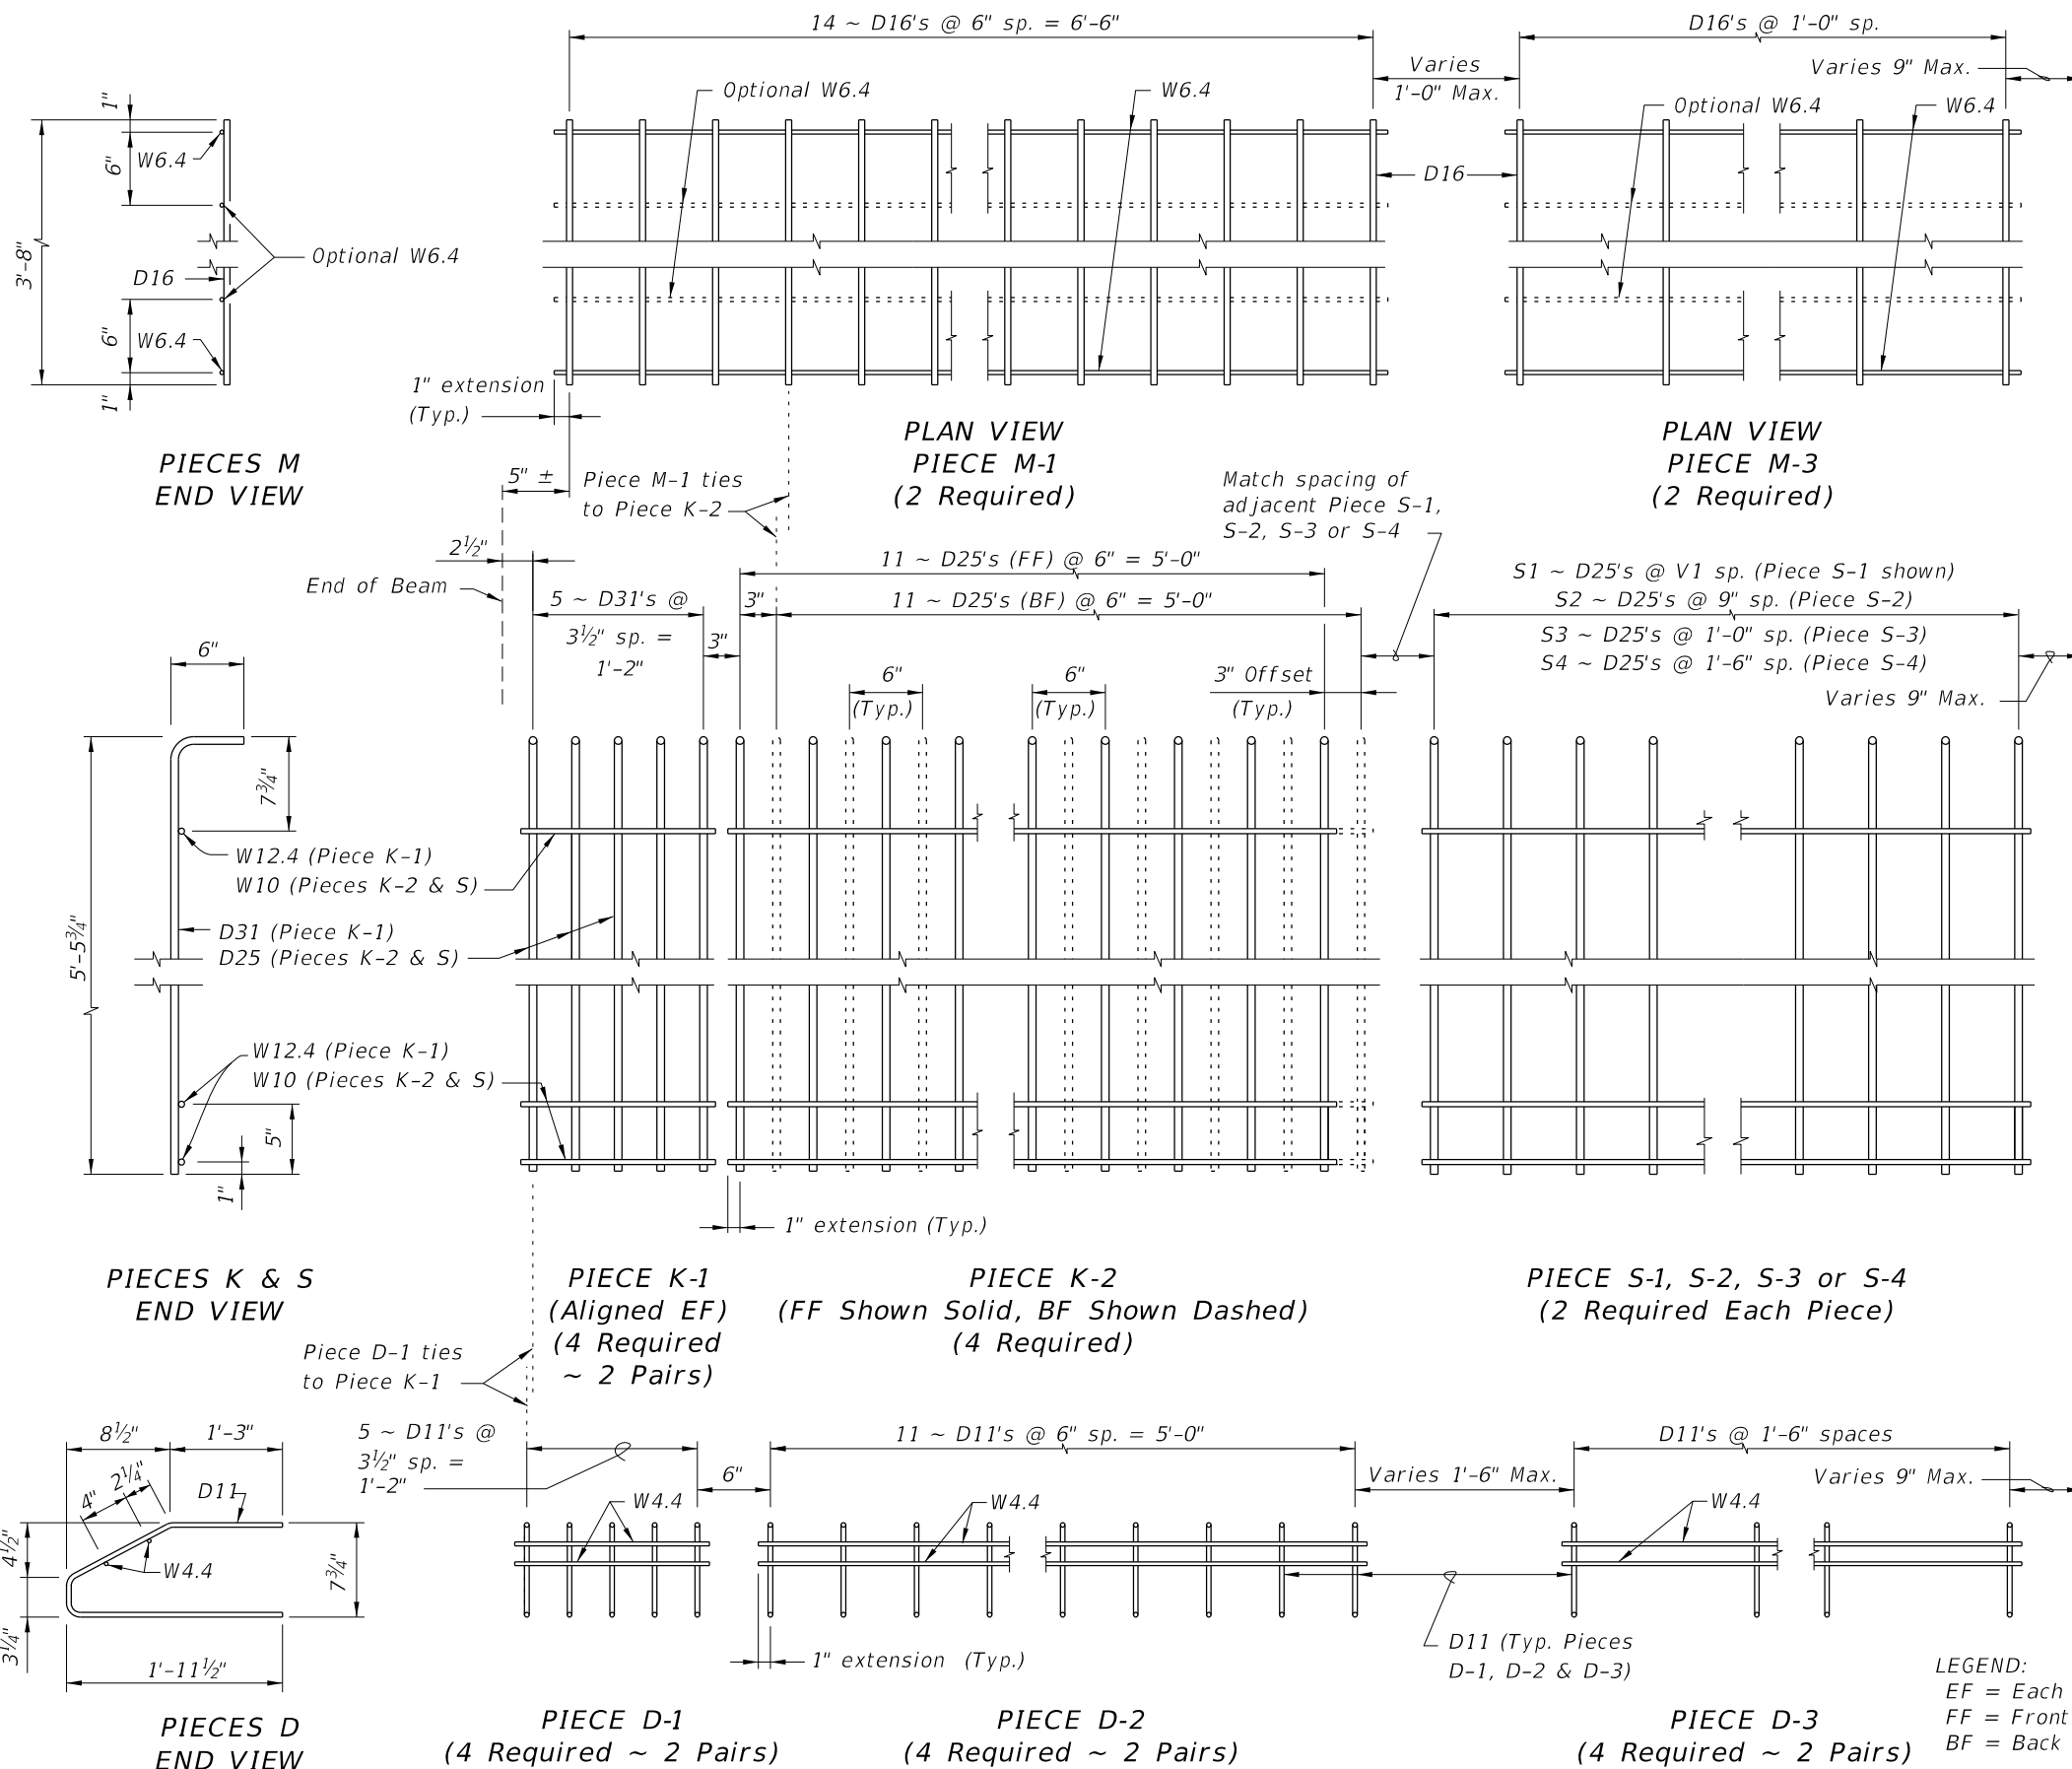 14 ~ D16's @ 6" sp. = 6'-6"
D16's @ 1'-0" sp.
Varies
1'-0" Max.
Varies 9" Max.
Optional W6.4
W6.4
Optional W6.4
W6.4
1"
6"
W6.4
3'-8"
Optional W6.4
D16
D16
6"
W6.4
1"
1" extension
(Typ.)
PIECES M
END VIEW
PLAN VIEW
PIECE M-1
(2 Required)
PLAN VIEW
PIECE M-3
(2 Required)
5" ±
Piece M-1 ties
to Piece K-2
Match spacing of
adjacent Piece S-1,
S-2, S-3 or S-4
2½"
End of Beam
11 ~ D25's (FF) @ 6" = 5'-0"
5 ~ D31's @
3½" sp. =
1'-2"
3"
3"
11 ~ D25's (BF) @ 6" = 5'-0"
S1 ~ D25's @ V1 sp. (Piece S-1 shown)
S2 ~ D25's @ 9" sp. (Piece S-2)
S3 ~ D25's @ 1'-0" sp. (Piece S-3)
S4 ~ D25's @ 1'-6" sp. (Piece S-4)
6"
(Typ.)
6"
(Typ.)
3" Offset
(Typ.)
Varies 9" Max.
6"
7¾"
5'-5¾"
W12.4 (Piece K-1)
W10 (Pieces K-2 & S)
D31 (Piece K-1)
D25 (Pieces K-2 & S)
W12.4 (Piece K-1)
W10 (Pieces K-2 & S)
5"
1"
1" extension (Typ.)
PIECES K & S
END VIEW
PIECE K-1
(Aligned EF)
(4 Required
~ 2 Pairs)
PIECE K-2
(FF Shown Solid, BF Shown Dashed)
(4 Required)
PIECE S-1, S-2, S-3 or S-4
(2 Required Each Piece)
Piece D-1 ties
to Piece K-1
8½"
1'-3"
2¼"
4"
D11
4½"
W4.4
7¾"
3¼"
1'-11½"
5 ~ D11's @
3½" sp. =
1'-2"
6"
11 ~ D11's @ 6" sp. = 5'-0"
Varies 1'-6" Max.
D11's @ 1'-6" spaces
Varies 9" Max.
W4.4
W4.4
W4.4
1" extension (Typ.)
D11 (Typ. Pieces
D-1, D-2 & D-3)
LEGEND:
EF = Each
FF = Front
BF = Back
PIECES D
END VIEW
PIECE D-1
(4 Required ~ 2 Pairs)
PIECE D-2
(4 Required ~ 2 Pairs)
PIECE D-3
(4 Required ~ 2 Pairs)